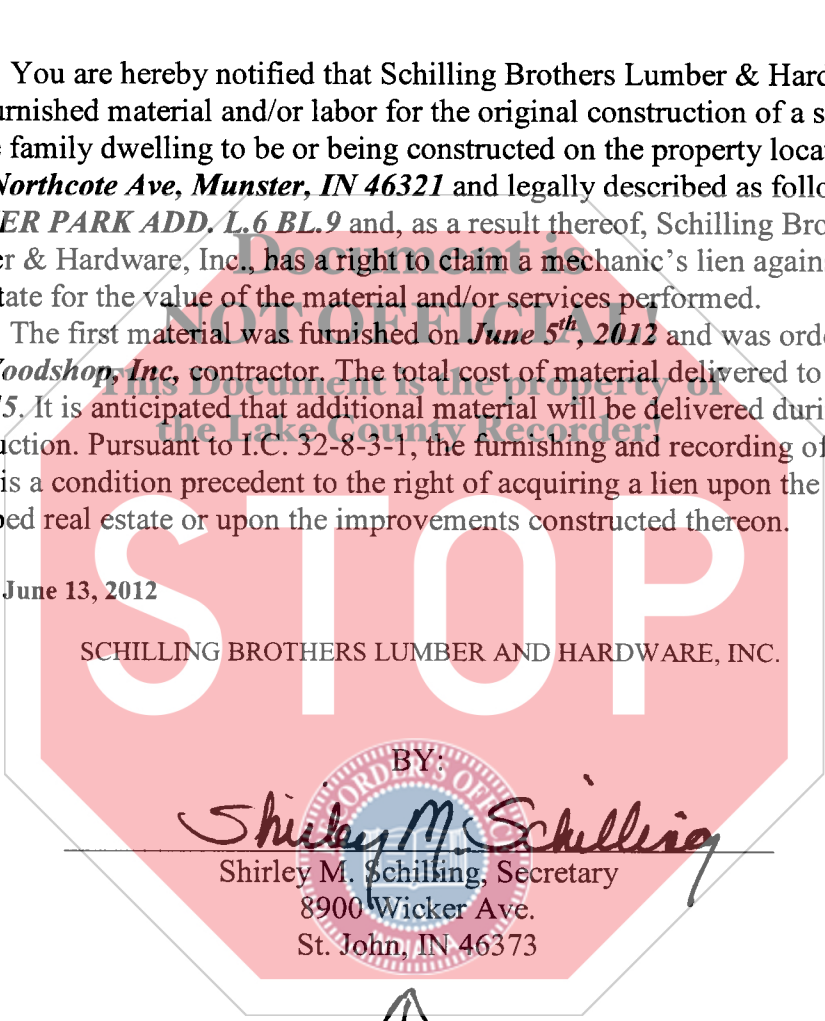 You are hereby notified that Schilling Brothers Lumber & Hard
urnished material and/or labor for the original construction of a s
family dwelling to be or being constructed on the property locat
Northcote Ave, Munster, IN 46321 and legally described as follo
ER PARK ADD. L.6 BL.9 and, as a result thereof, Schilling Bro
Document is
r & Hardware, Inc., has a right to claim a mechanic's lien again
tate for the value of the material and/or services performed.
NOT OFFICIAL!
The first material was furnished on June 5th, 2012 and was orde
oodshop, Inc, contractor. The total cost of material delivered to
This Document is the property of
5. It is anticipated that additional material will be delivered duri
the Lake County Recorder!
uction. Pursuant to I.C. 32-8-3-1, the furnishing and recording of
is a condition precedent to the right of acquiring a lien upon the
bed real estate or upon the improvements constructed thereon.
STOP
June 13, 2012
SCHILLING BROTHERS LUMBER AND HARDWARE, INC.
BY:
Shirley M. Schilling
Shirley M. Schilling, Secretary
8900 Wicker Ave.
St. John, IN 46373
INDIANA